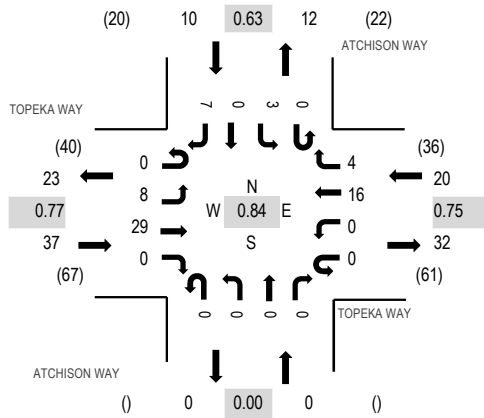 (20) 10 0.63 12 (22)
ATCHISON WAY
TOPEKA WAY
7 0 3 0
(40) (36)
0 4
23 20
8 16
N
0.77 W 0.84 E 0.75
29 0
S
37 32
0 0
(67) (61)
0 0 0 0
TOPEKA WAY
ATCHISON WAY
() 0 0.00 0 ()